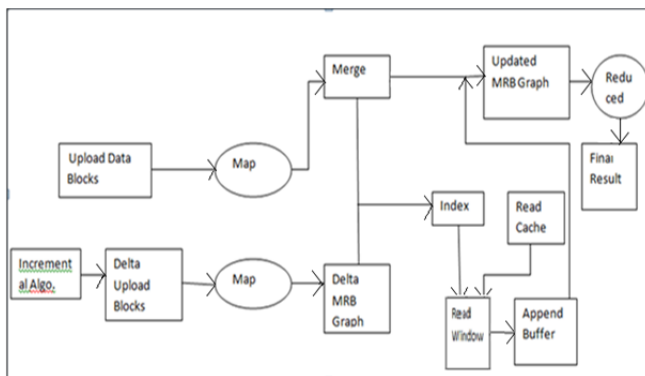 Merge
Updated
MRB Graph
Redu
ced
Upload Data
Blocks
Map
Final
Result
Index
Read
Cache
Increment
al Algo.
Delta
Upload
Blocks
Map
Delta
MRB
Graph
Read
Window
Append
Buffer